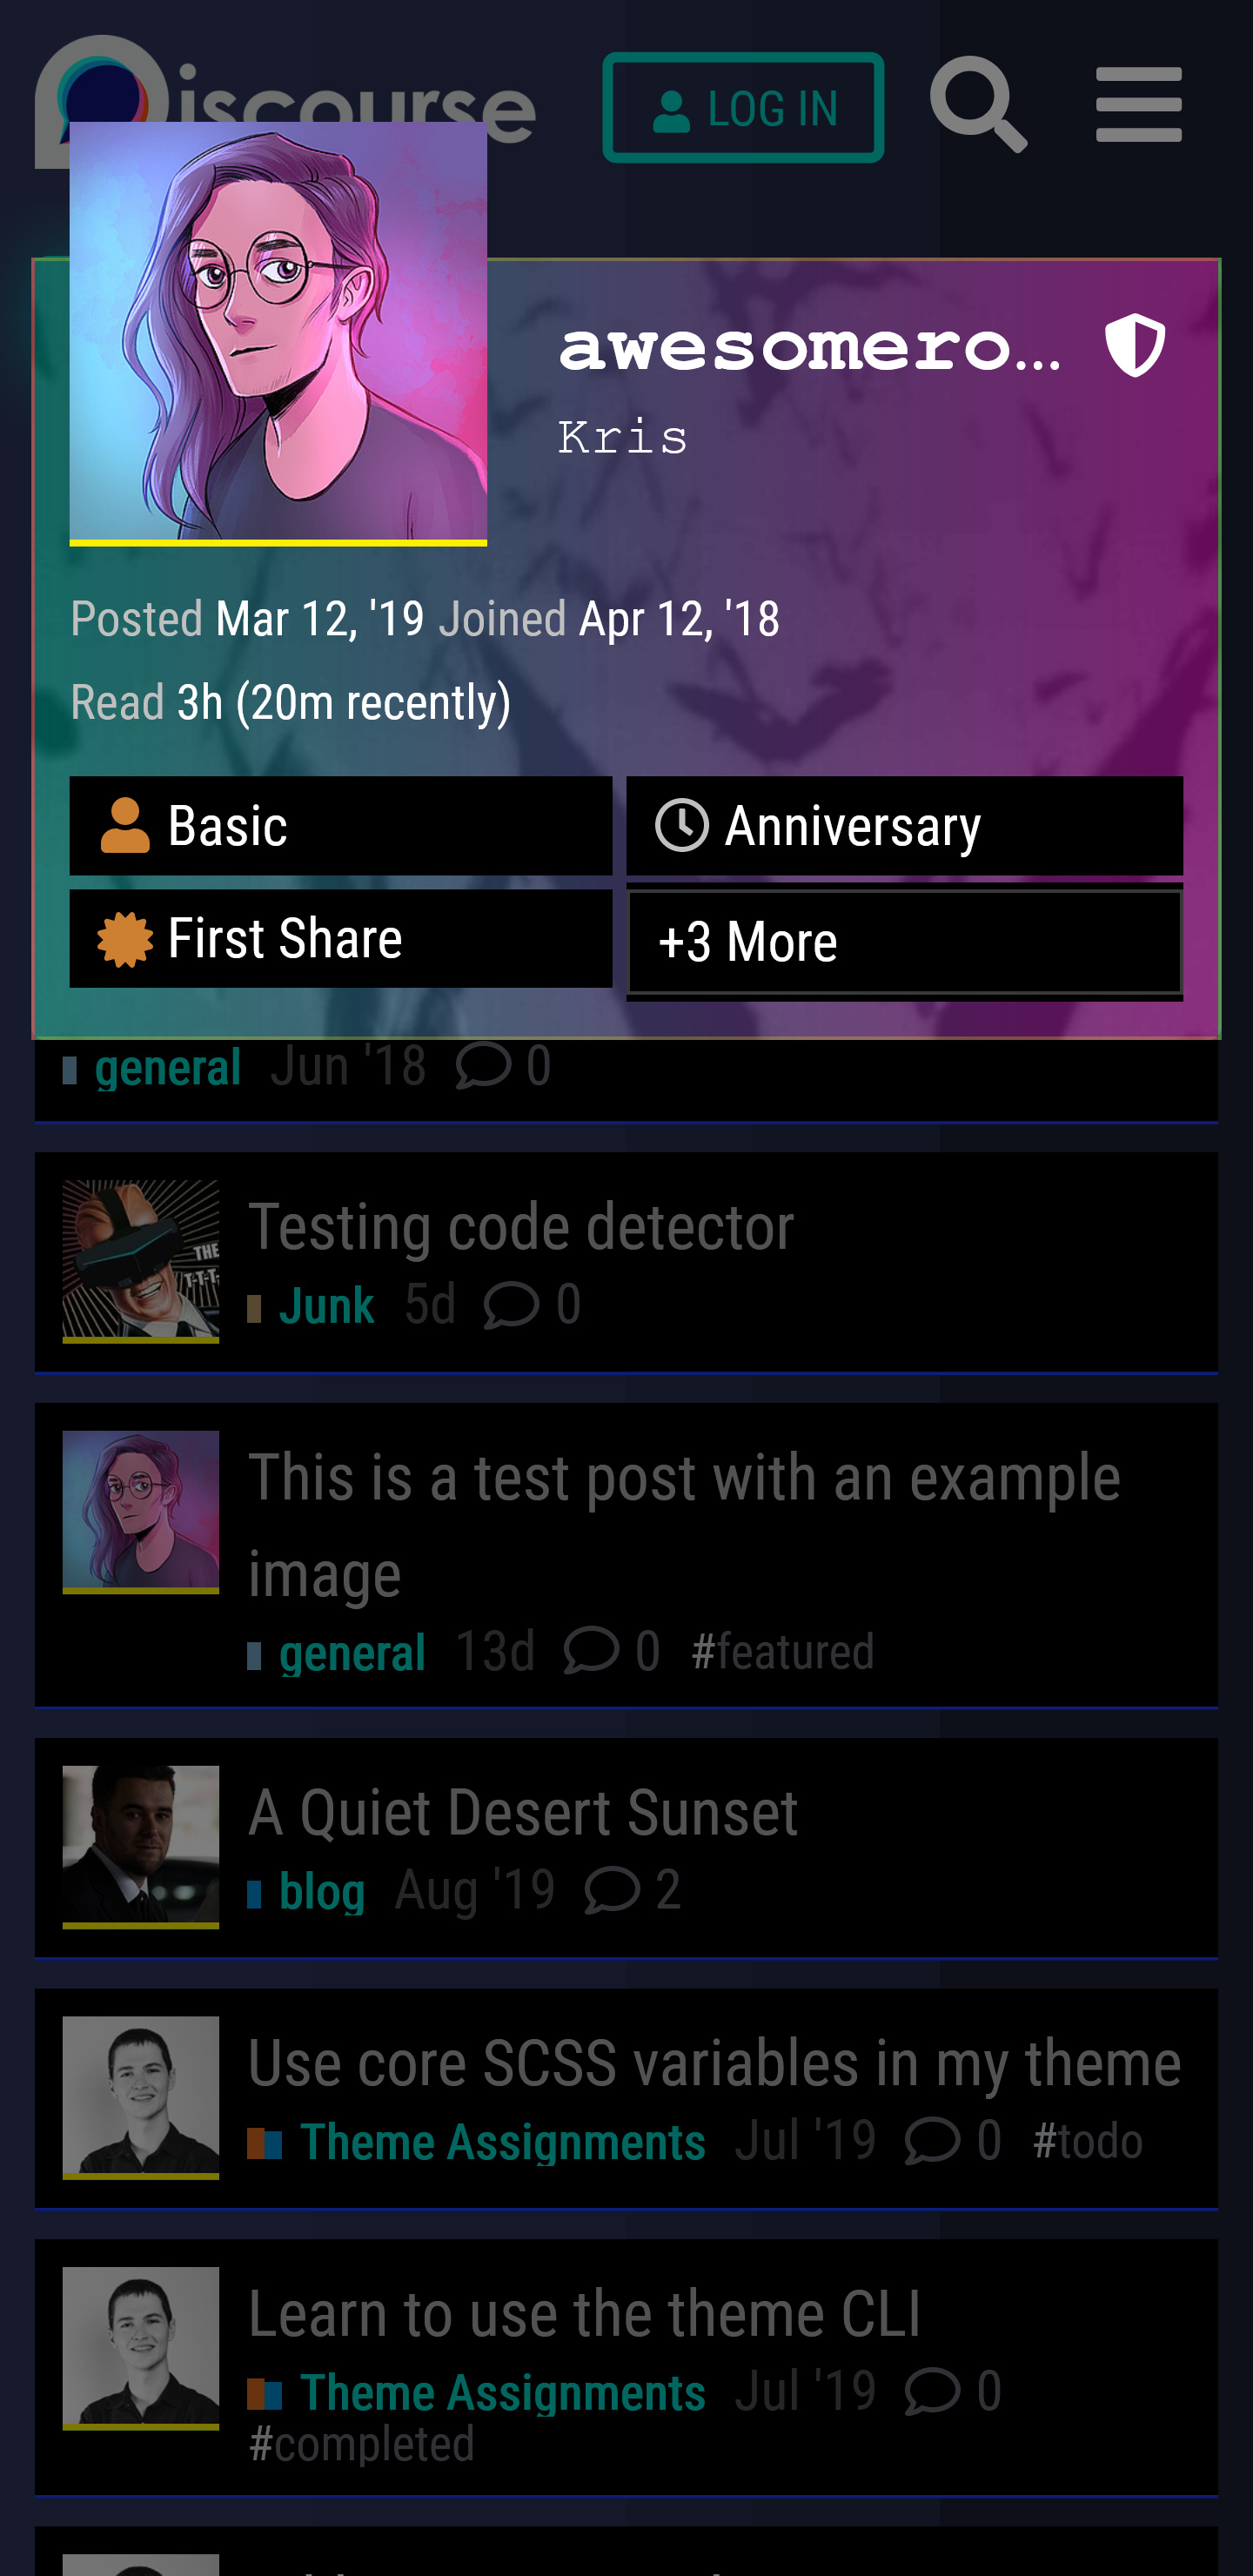 iscourse
LOG IN
awesomero...
Kris
Posted Mar 12, '19 Joined Apr 12, '18
Read 3h (20m recently)
Basic
Anniversary
First Share
+3 More
general Jun '18 0
THE
T-T-T-
Testing code detector
Junk 5d 0
This is a test post with an example
image
general 13d 0 #featured
A Quiet Desert Sunset
blog Aug '19 2
Use core SCSS variables in my theme
Theme Assignments Jul '19 0 #todo
Learn to use the theme CLI
Theme Assignments Jul '19 0
#completed